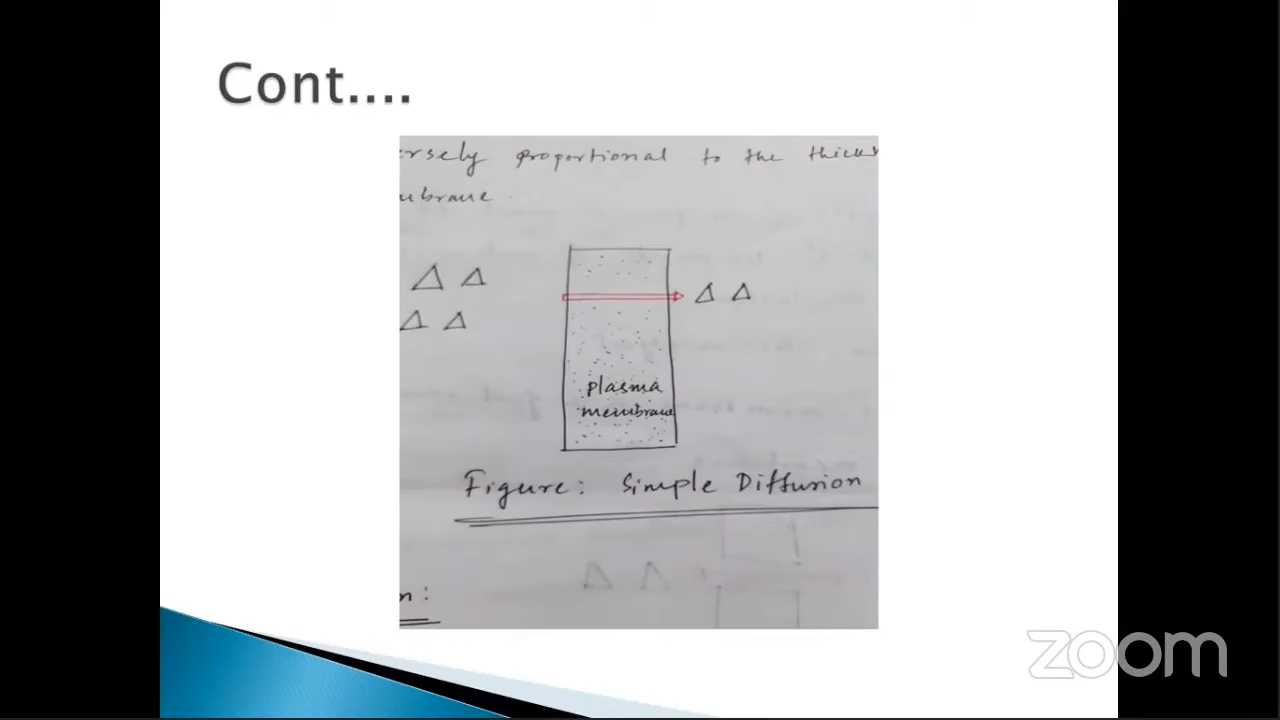 Cont....
ersely proportional to the thick
mbrane
plasma
membrane
Figure: Simple Diffusion
n:
zoom